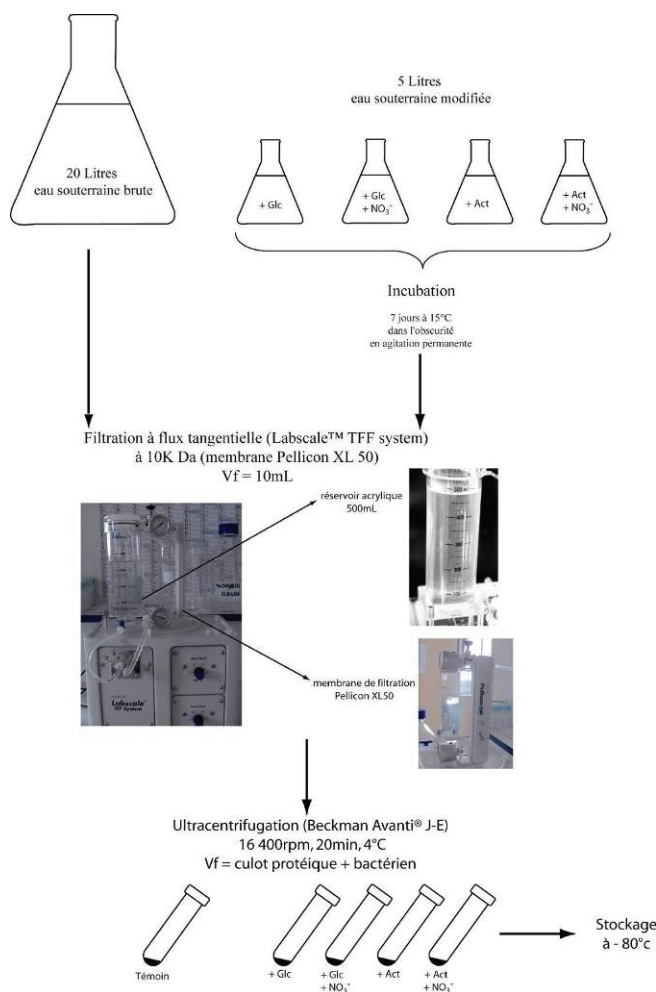 20 Litres
eau souterraine brute
5 Litres
eau souterraine modifiée
+ Glc
+ Glc
+ NO₃⁻
+ Act
+ Act
+ NO₃⁻
Incubation
7 jours à 15°C
dans l'obscurité
en agitation permanente
Filtration à flux tangentielle (Labscale™ TFF system)
à 10K Da (membrane Pellicon XL 50)
Vf = 10mL
réservoir acrylique
500mL
membrane de filtration
Pellicon XL50
Labscale
TFF System
Ultracentrifugation (Beckman Avanti® J-E)
16 400rpm, 20min, 4°C
Vf = culot protéique + bactérien
Témoin
+ Glc
+ Glc
+ NO₃⁻
+ Act
+ Act
+ NO₃⁻
Stockage
à - 80°c